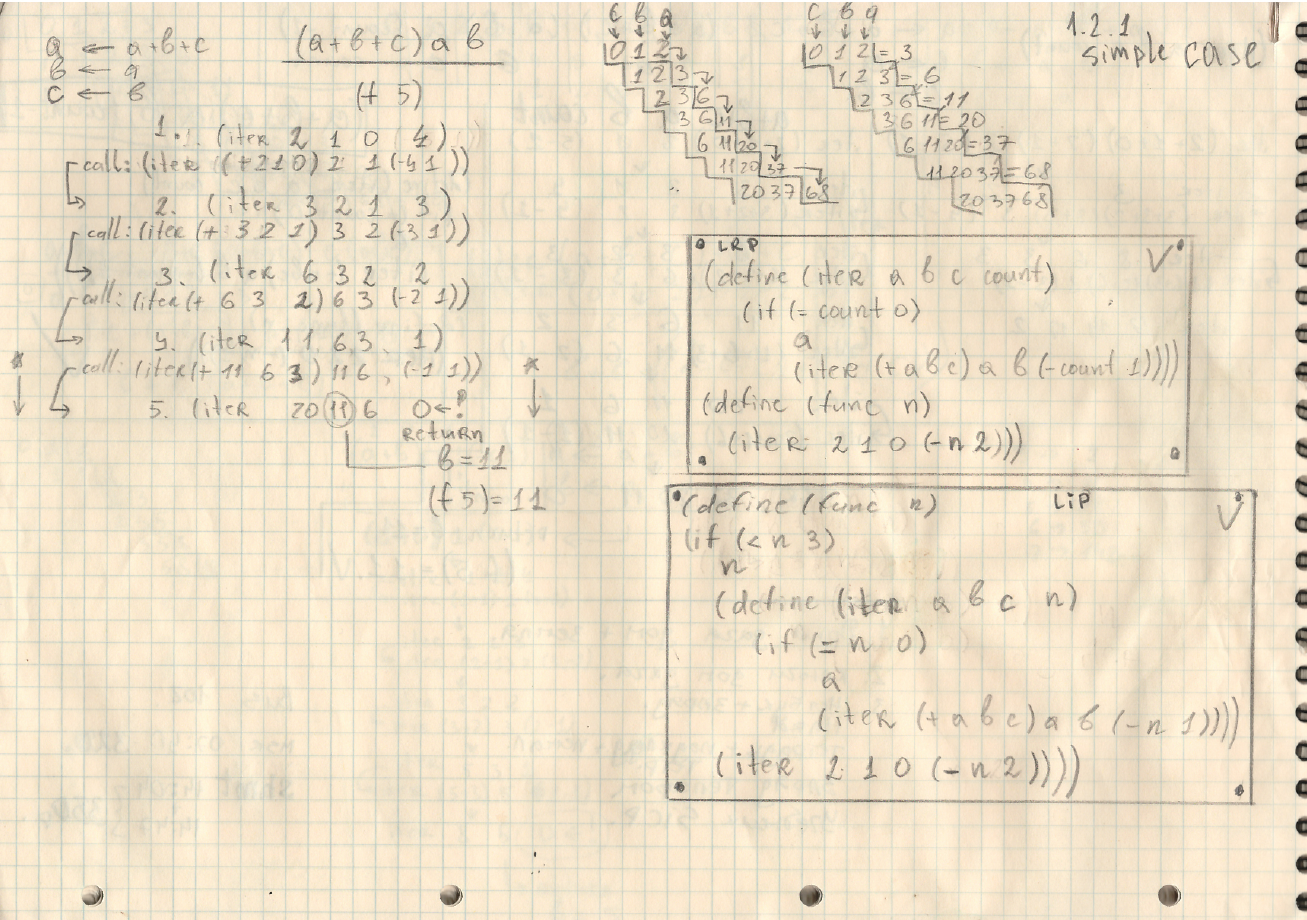 a ← a+b+c
b ← a
c ← b
(a+b+c) a b
(f 5)
1. (iter 2 1 0 4)
call: (iter (+ 2 1 0) 2 1 (-4 1))
2. (iter 3 2 1 3)
call: (iter (+ 3 2 1) 3 2 (-3 1))
3. (iter 6 3 2 2
call: (iter (+ 6 3 2) 6 3 (-2 1))
4. (iter 11 6 3 1)
call: (iter (+ 11 6 3) 11 6, (-1 1))
5. (iter 20 11 6 0 ←?
* *
return
b = 11
(f 5) = 11
c b a
0 1 2
1 2 3
2 3 6
3 6 11
6 11 20
11 20 37
20 37 68
c b a
0 1 2 = 3
1 2 3 = 6
2 3 6 = 11
3 6 11 = 20
6 11 20 = 37
11 20 37 = 68
20 37 68
1.2.1
simple case
LRP
(define (iter a b c count)
(if (= count 0)
a
(iter (+ a b c) a b (- count 1))))
(define (func n)
(iter 2 1 0 (- n 2)))
LiP
(define (func n)
(if (< n 3)
n
(define (iter a b c n)
(if (= n 0)
a
(iter (+ a b c) a b (- n 1))))
(iter 2 1 0 (- n 2))))